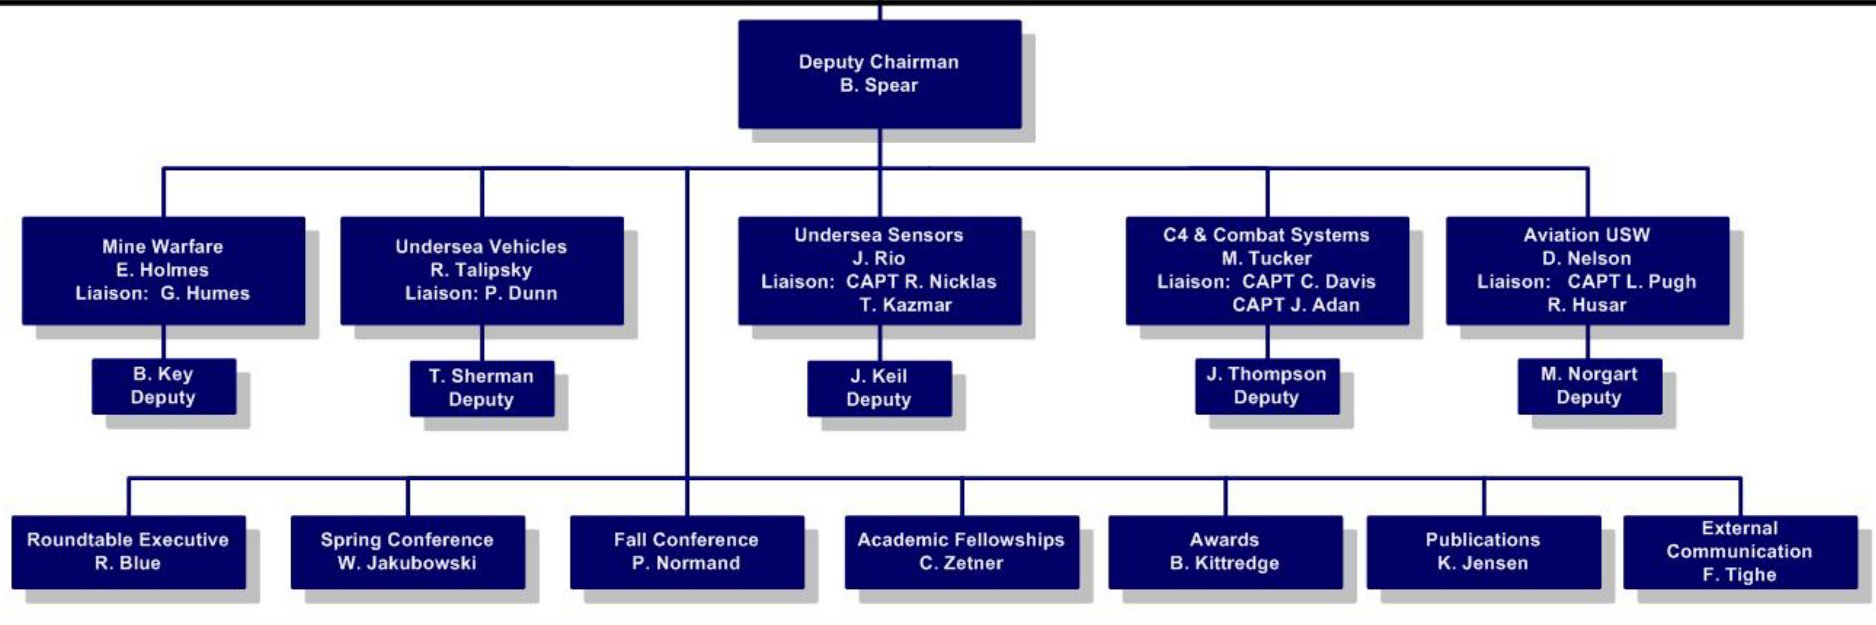 Deputy Chairman
B. Spear
Mine Warfare
E. Holmes
Liaison: G. Humes
Undersea Vehicles
R. Talipsky
Liaison: P. Dunn
Undersea Sensors
J. Rio
Liaison: CAPT R. Nicklas
T. Kazmar
C4 & Combat Systems
M. Tucker
Liaison: CAPT C. Davis
CAPT J. Adan
Aviation USW
D. Nelson
Liaison: CAPT L. Pugh
R. Husar
B. Key
Deputy
T. Sherman
Deputy
J. Keil
Deputy
J. Thompson
Deputy
M. Norgart
Deputy
Roundtable Executive
R. Blue
Spring Conference
W. Jakubowski
Fall Conference
P. Normand
Academic Fellowships
C. Zetner
Awards
B. Kittredge
Publications
K. Jensen
External
Communication
F. Tighe